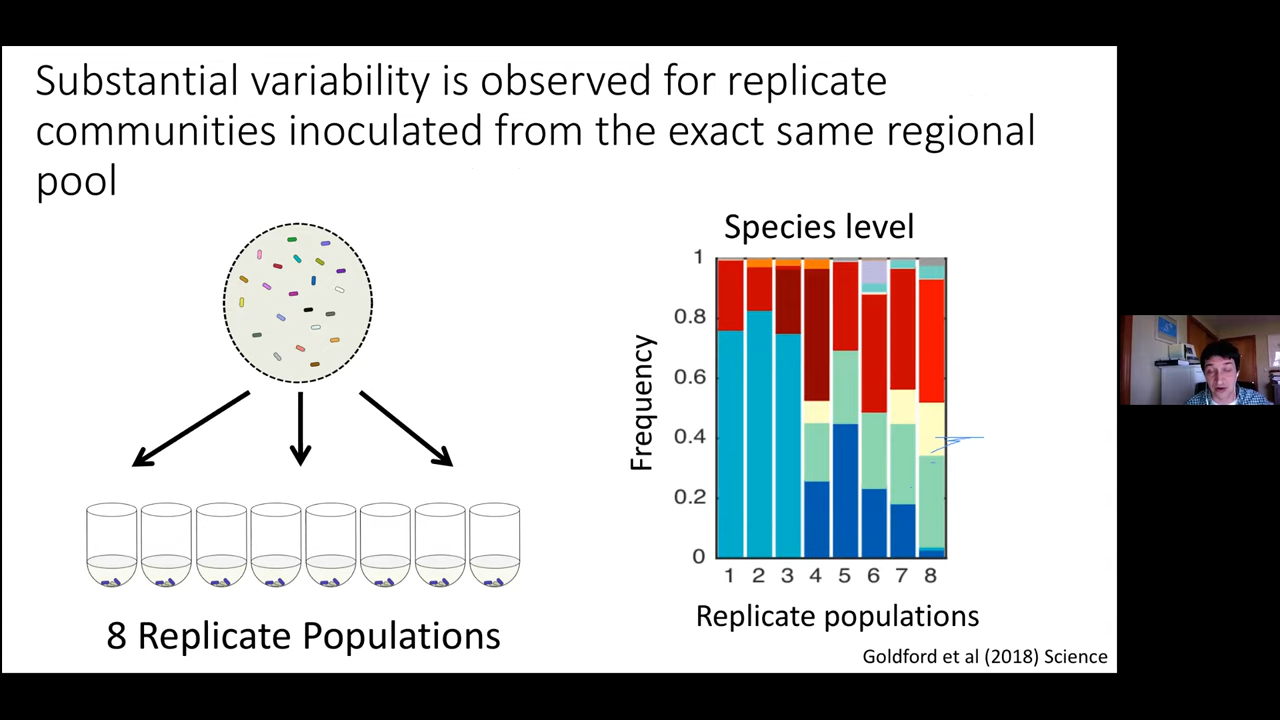 Substantial variability is observed for replicate
communities inoculated from the exact same regional
pool
8 Replicate Populations
Species level
Frequency
1
0.8
0.6
0.4
0.2
0
1 2 3 4 5 6 7 8
Replicate populations
Goldford et al (2018) Science